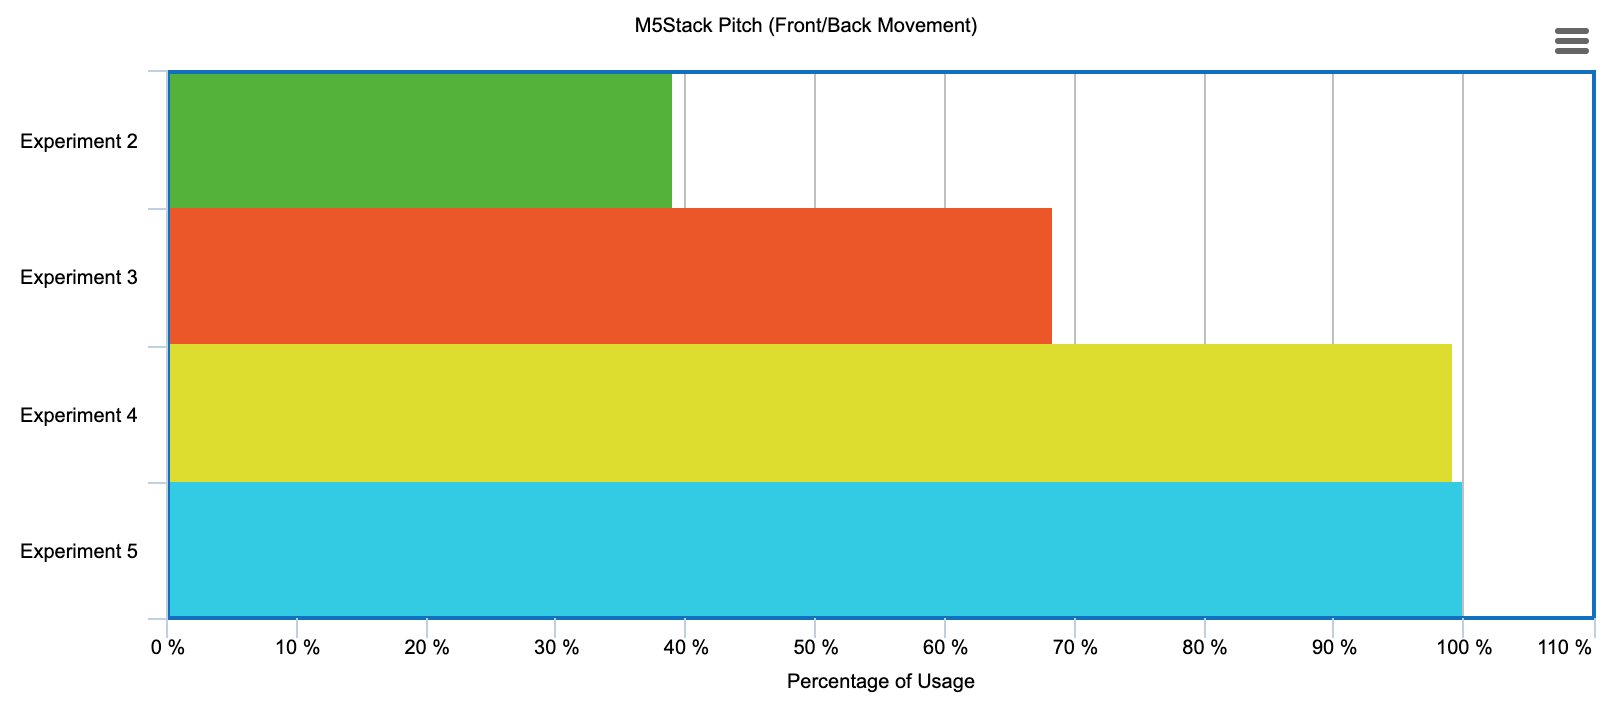 M5Stack Pitch (Front/Back Movement)
Experiment 2
Experiment 3
Experiment 4
Experiment 5
0 % 10 % 20 % 30 % 40 % 50 % 60 % 70 % 80 % 90 % 100 % 110 %
Percentage of Usage